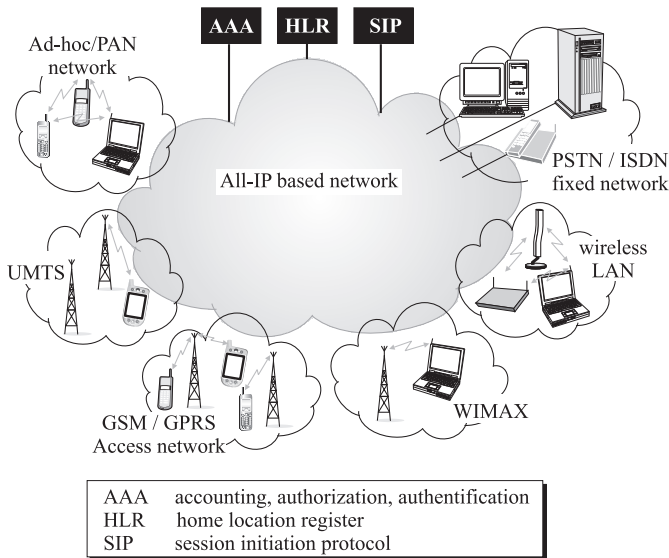 AAA HLR SIP
Ad-hoc/PAN
network
All-IP based network
PSTN / ISDN
fixed network
UMTS
wireless
LAN
GSM / GPRS
Access network
WIMAX
AAA accounting, authorization, authentification
HLR home location register
SIP session initiation protocol